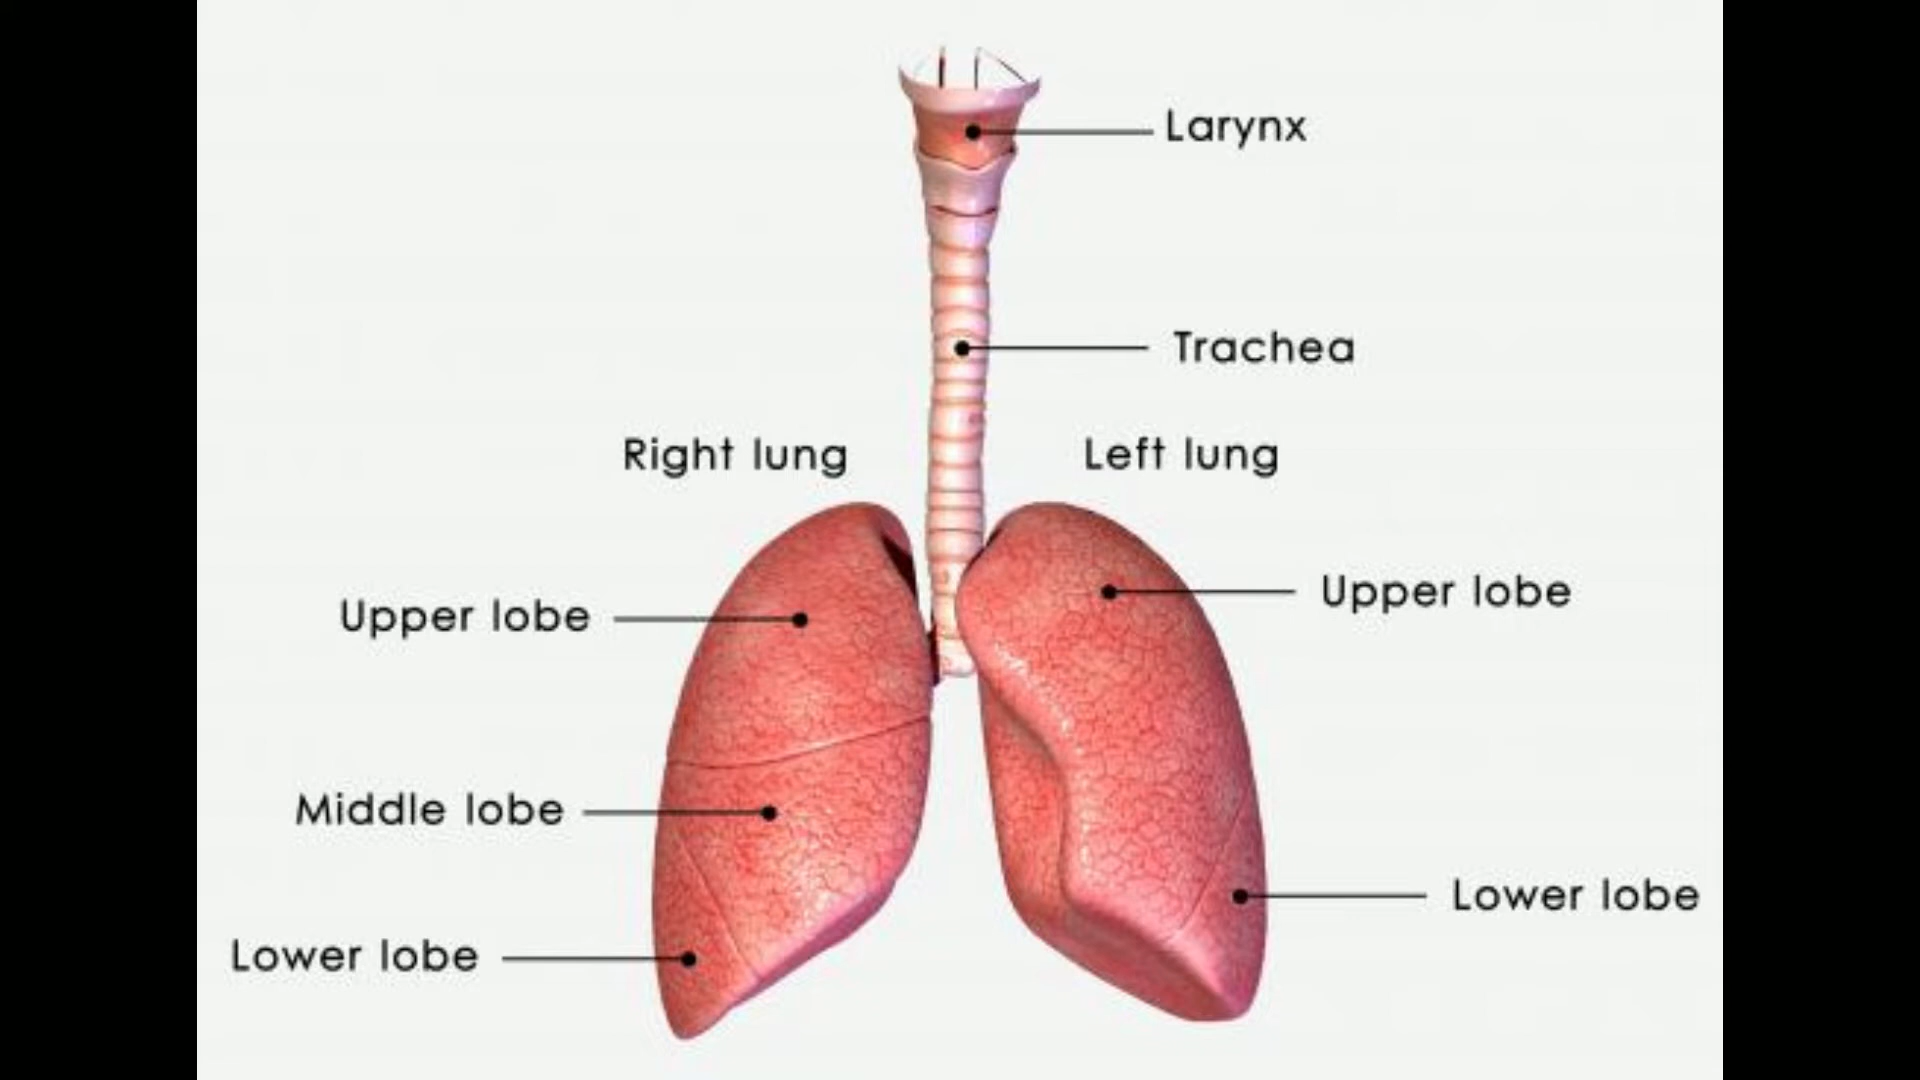 Larynx
Trachea
Right lung
Left lung
Upper lobe
Upper lobe
Middle lobe
Lower lobe
Lower lobe